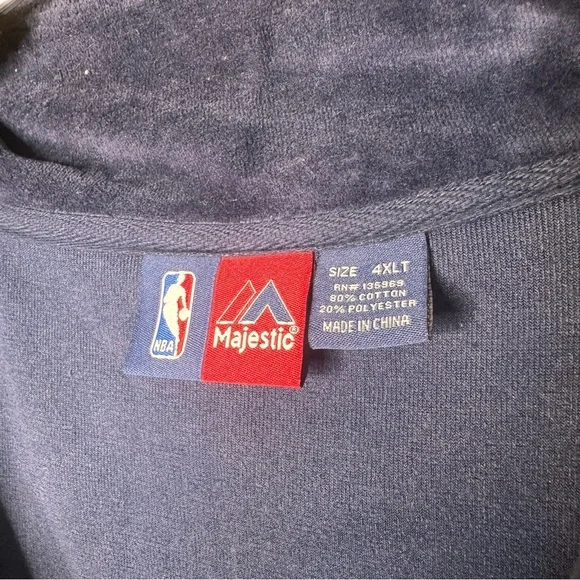 NBA
Majestic®
SIZE 4XLT
RN# 135969
80% COTTON
20% POLYESTER
MADE IN CHINA